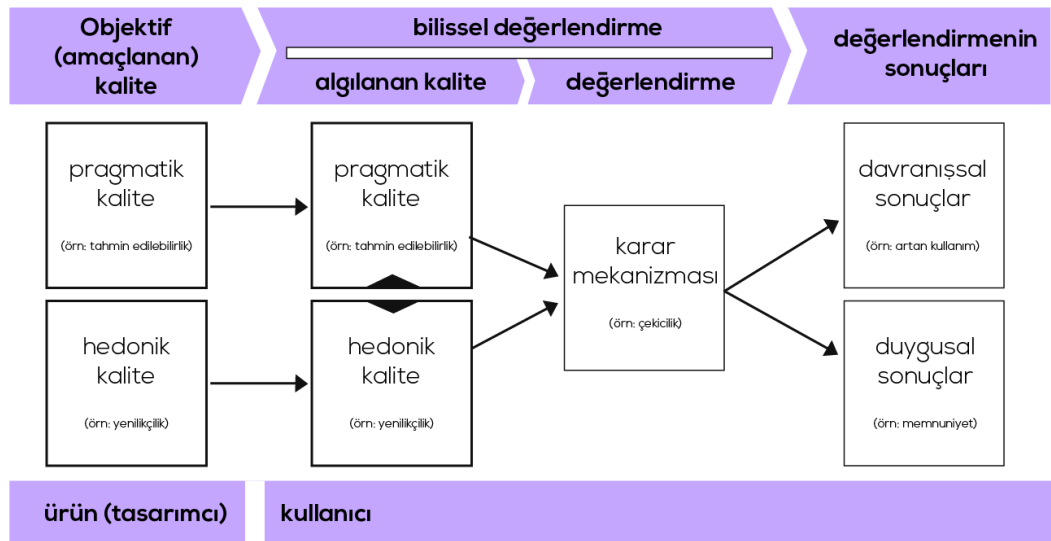 Objektif
(amaçlanan)
kalite
bilissel değerlendirme
algılanan kalite
değerlendirme
değerlendirmenin
sonuçları
pragmatik
kalite
(örn: tahmin edilebilirlik)
pragmatik
kalite
(örn: tahmin edilebilirlik)
karar
mekanizması
(örn: çekicilik)
davranışsal
sonuçlar
(örn: artan kullanım)
hedonik
kalite
(örn: yenilikçilik)
hedonik
kalite
(örn: yenilikçilik)
duygusal
sonuçlar
(örn: memnuniyet)
ürün (tasarımcı)
kullanıcı